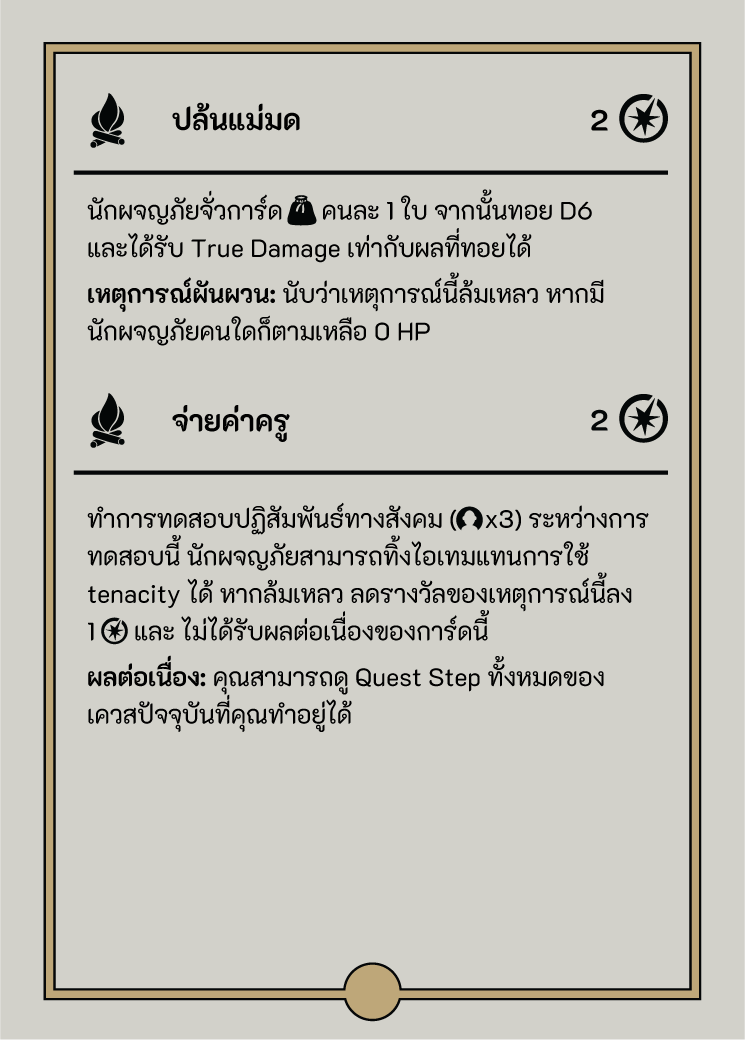 ปล้นแม่มด 2
นักผจญภัยจั่วการ์ด คนละ 1 ใบ จากนั้นทอย D6
และได้รับ True Damage เท่ากับผลที่ทอยได้
เหตุการณ์ผันผวน: นับว่าเหตุการณ์นี้ล้มเหลว หากมี
นักผจญภัยคนใดก็ตามเหลือ 0 HP
จ่ายค่าครู 2
ทำการทดสอบปฏิสัมพันธ์ทางสังคม (x3) ระหว่างการ
ทดสอบนี้ นักผจญภัยสามารถทิ้งไอเทมแทนการใช้
tenacity ได้ หากล้มเหลว ลดรางวัลของเหตุการณ์นี้ลง
1 และ ไม่ได้รับผลต่อเนื่องของการ์ดนี้
ผลต่อเนื่อง: คุณสามารถดู Quest Step ทั้งหมดของ
เควสปัจจุบันที่คุณทำอยู่ได้